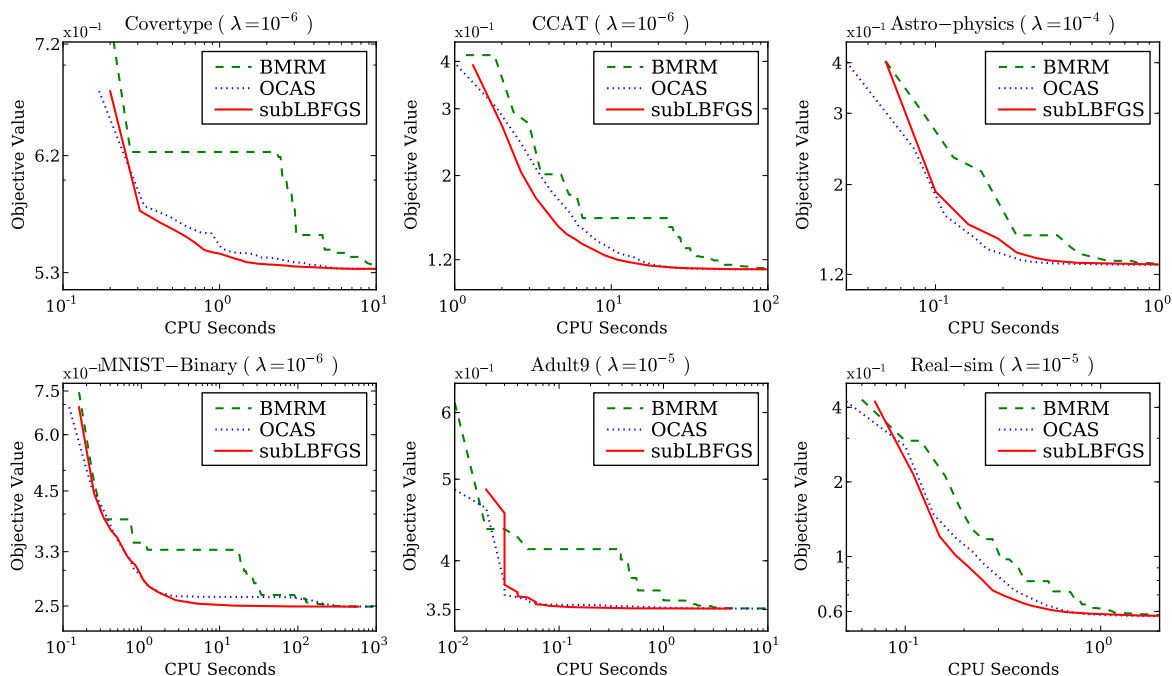 Covertype ( λ=10⁻⁶ )
x10⁻¹
7.2
6.2
5.3
Objective Value
BMRM
OCAS
subLBFGS
10⁻¹ 10⁰ 10¹
CPU Seconds
CCAT ( λ=10⁻⁶ )
x10⁻¹
4
3
2
1.2
Objective Value
BMRM
OCAS
subLBFGS
10⁰ 10¹ 10²
CPU Seconds
Astro−physics ( λ=10⁻⁴ )
x10⁻¹
4
3
2
1.2
Objective Value
BMRM
OCAS
subLBFGS
10⁻¹ 10⁰
CPU Seconds
MNIST−Binary ( λ=10⁻⁶ )
x10⁻¹
7.5
6.0
4.5
3.3
2.5
Objective Value
BMRM
OCAS
subLBFGS
10⁻¹ 10⁰ 10¹ 10² 10³
CPU Seconds
Adult9 ( λ=10⁻⁵ )
x10⁻¹
6
5
4
3.5
Objective Value
BMRM
OCAS
subLBFGS
10⁻² 10⁻¹ 10⁰ 10¹
CPU Seconds
Real−sim ( λ=10⁻⁵ )
x10⁻¹
4
2
1
0.6
Objective Value
BMRM
OCAS
subLBFGS
10⁻¹ 10⁰
CPU Seconds